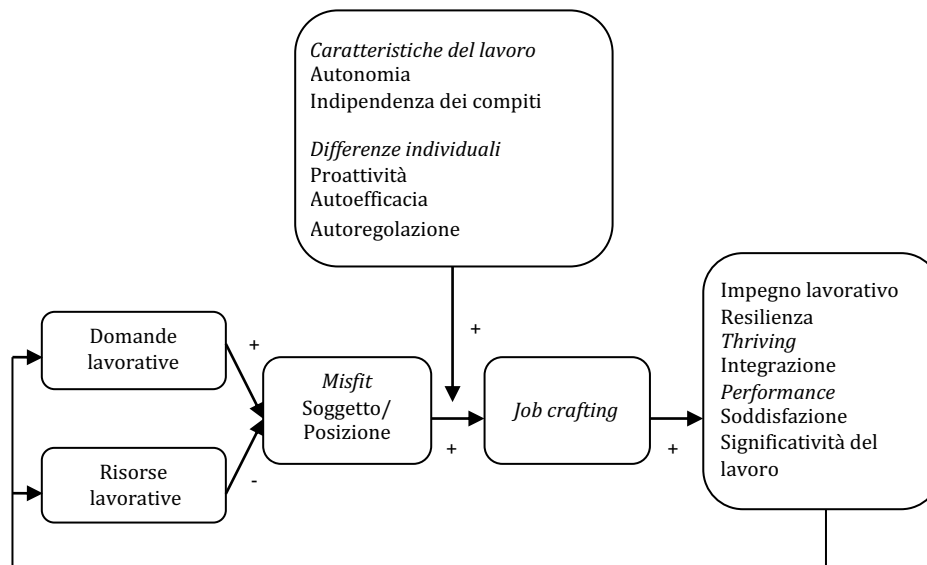 Caratteristiche del lavoro
Autonomia
Indipendenza dei compiti
Differenze individuali
Proattività
Autoefficacia
Autoregolazione
+
Domande
lavorative
+
Risorse
lavorative
-
Misfit
Soggetto/
Posizione
+
Job crafting
+
Impegno lavorativo
Resilienza
Thriving
Integrazione
Performance
Soddisfazione
Significatività del
lavoro